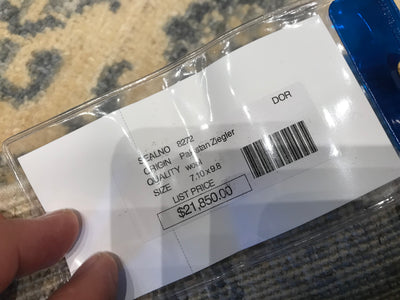 DOR
SEALNO 8272
ORIGIN Pakistan Ziegler
QUALITY wool
SIZE 7.10 x 9.8
LIST PRICE
$21,850.00